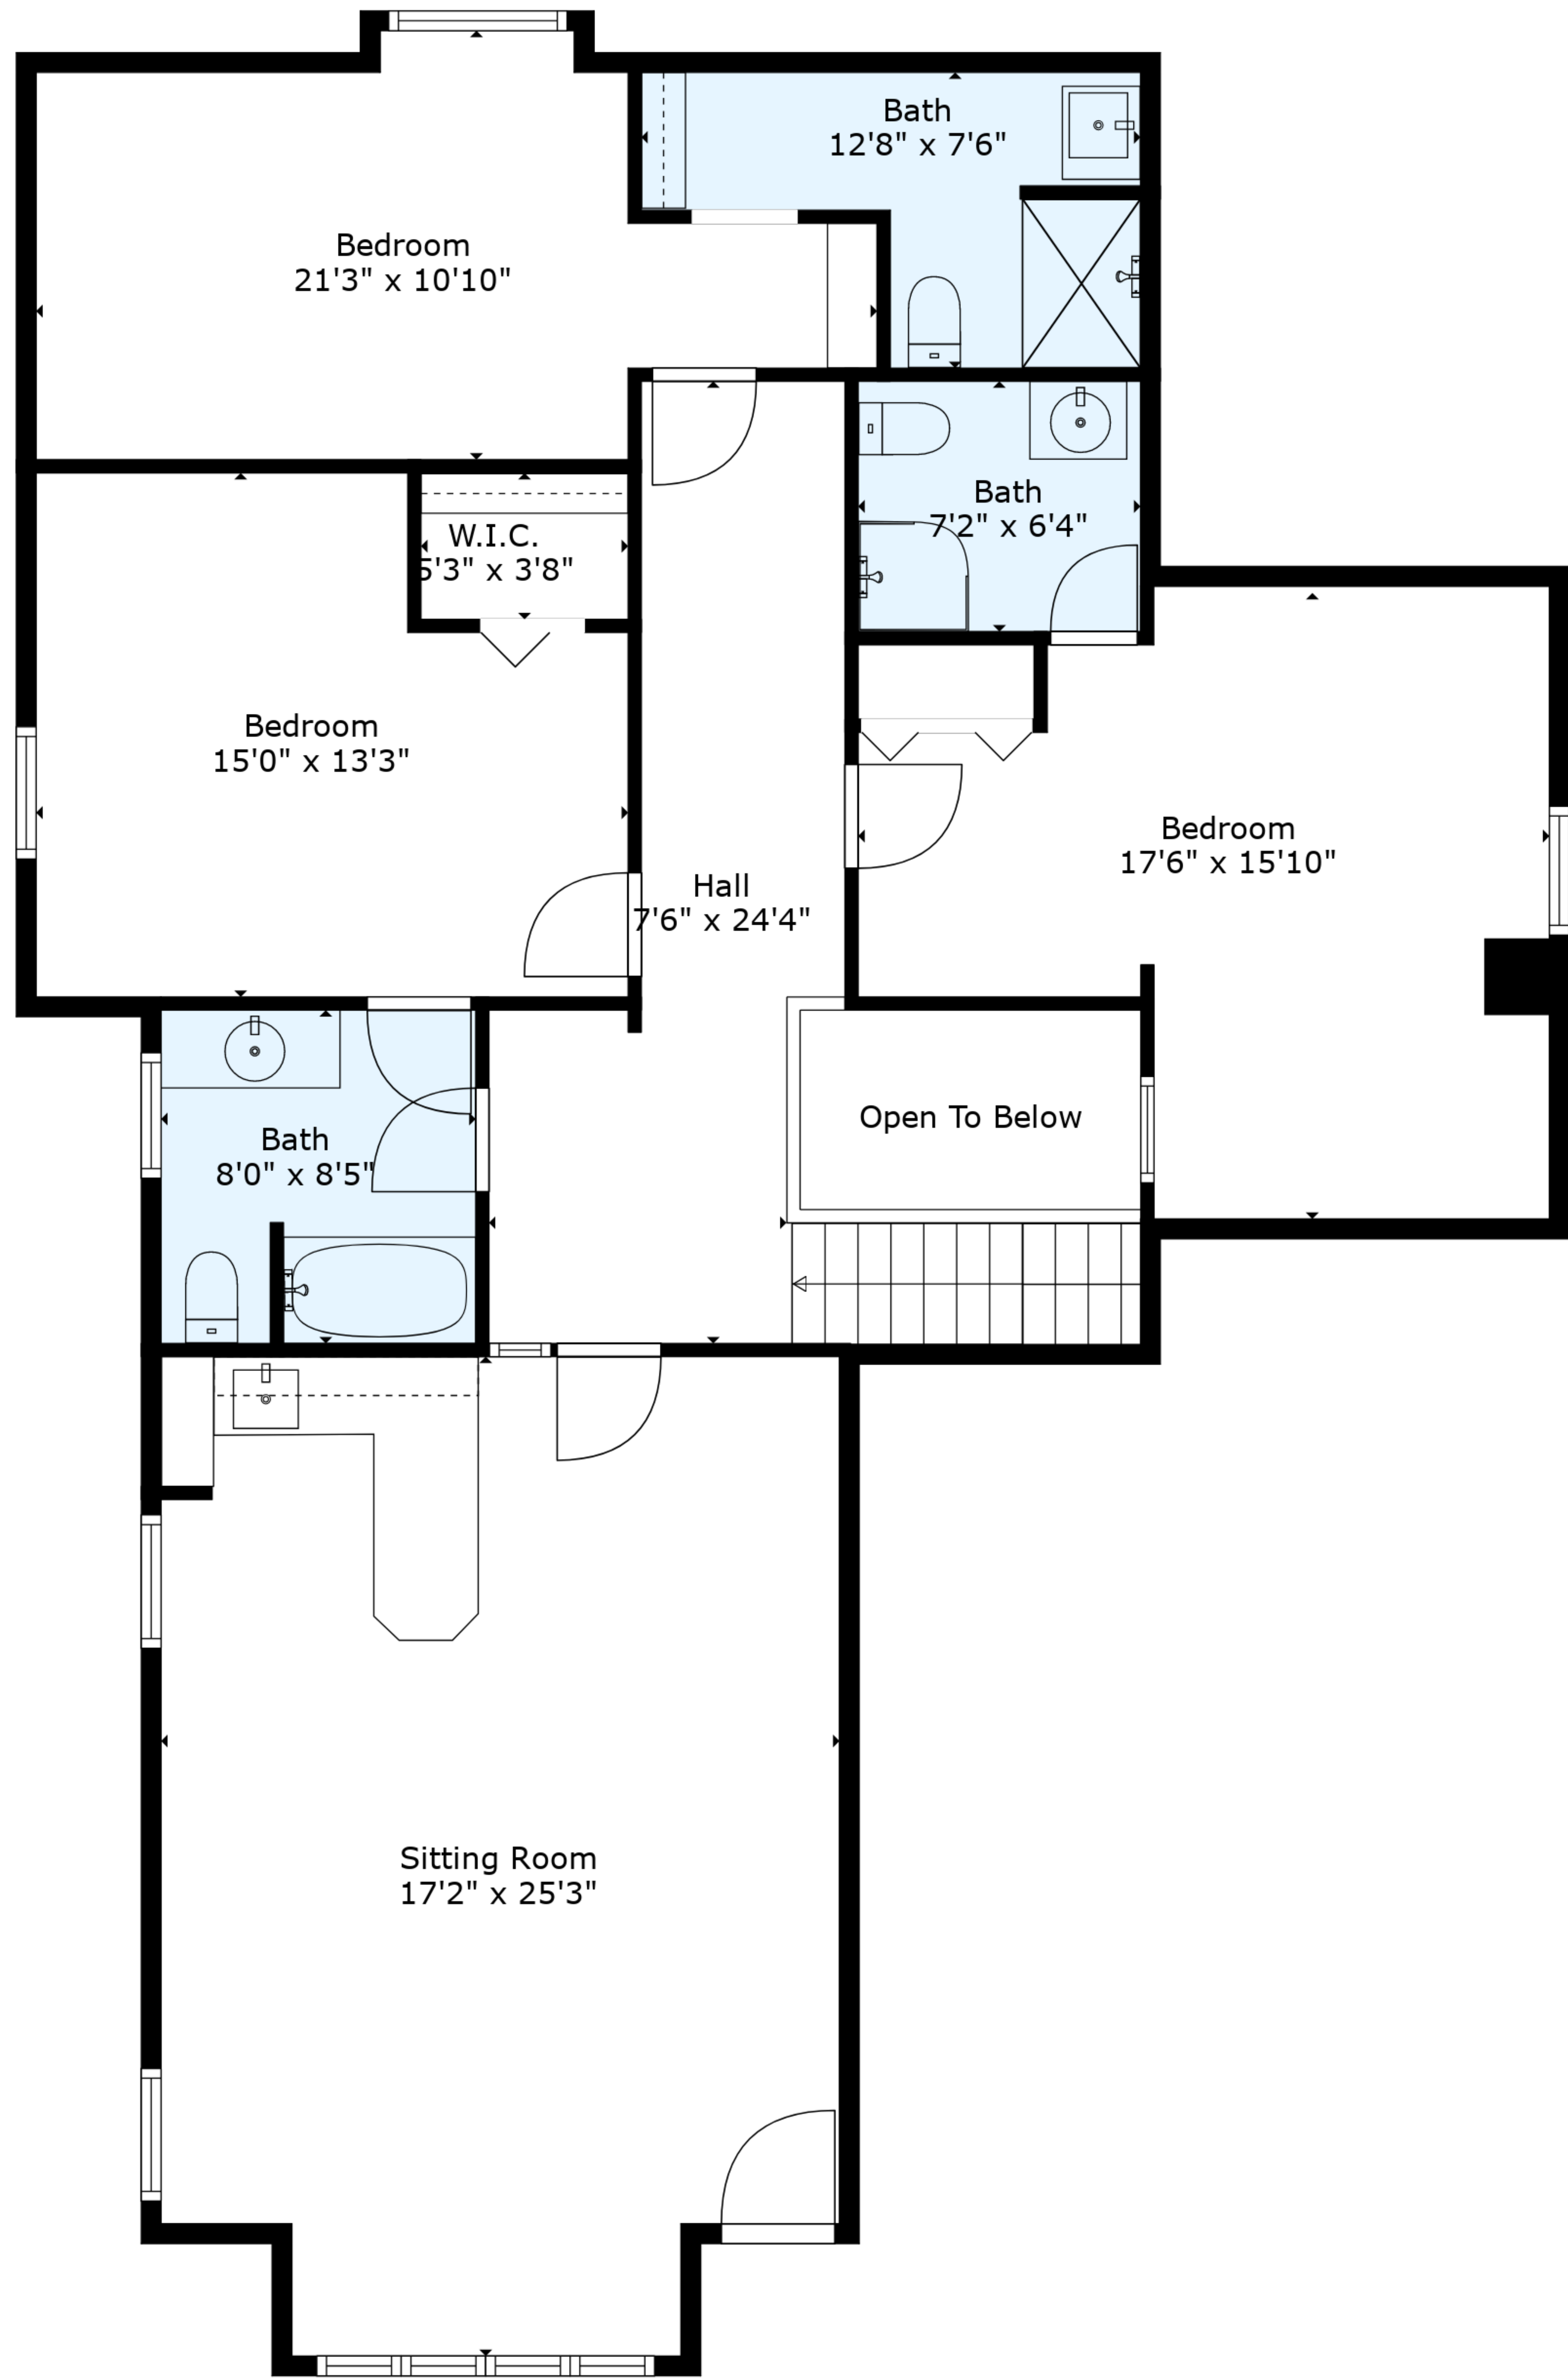 Bath
12'8" x 7'6"
Bedroom
21'3" x 10'10"
Bath
7'2" x 6'4"
W.I.C.
5'3" x 3'8"
Bedroom
15'0" x 13'3"
Bedroom
17'6" x 15'10"
Hall
7'6" x 24'4"
Open To Below
Bath
8'0" x 8'5"
Sitting Room
17'2" x 25'3"